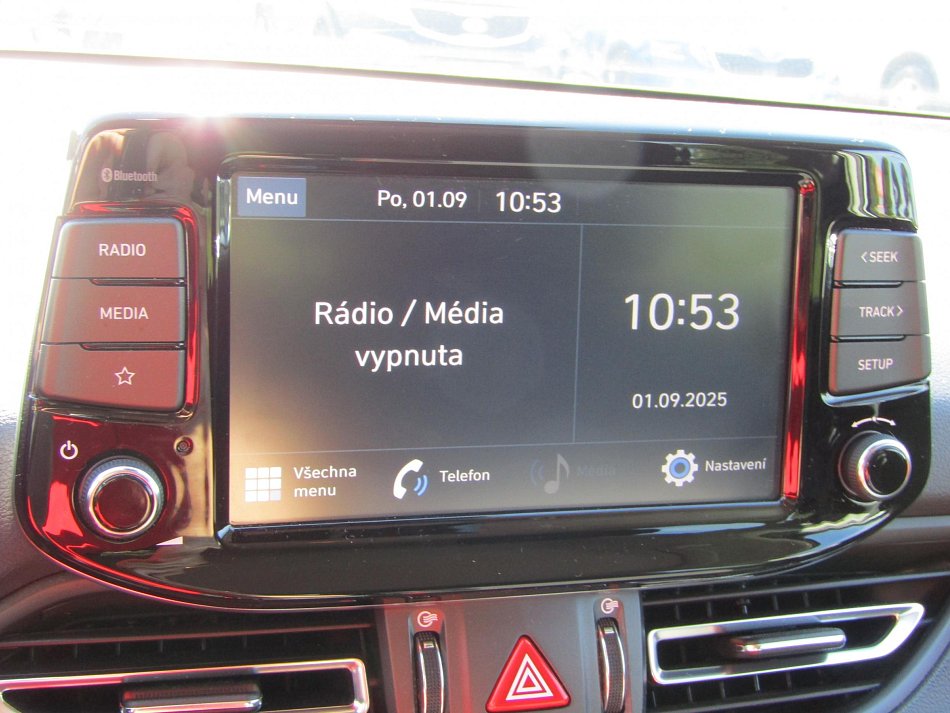 Bluetooth
Menu
Po, 01.09
10:53
RADIO
MEDIA
Rádio / Média
vypnuta
10:53
01.09.2025
< SEEK
TRACK >
SETUP
Všechna
menu
Telefon
Média
Nastavení